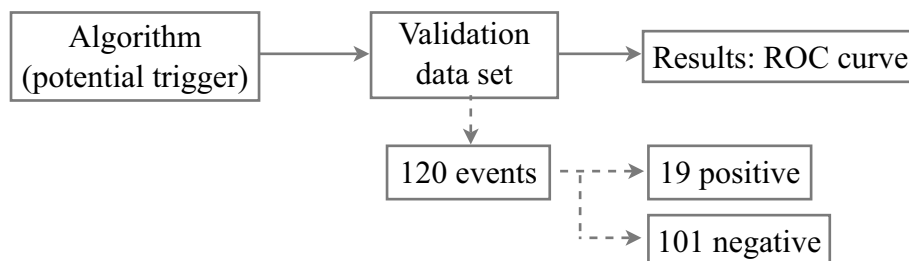 Algorithm
(potential trigger)
Validation
data set
Results: ROC curve
120 events
19 positive
101 negative